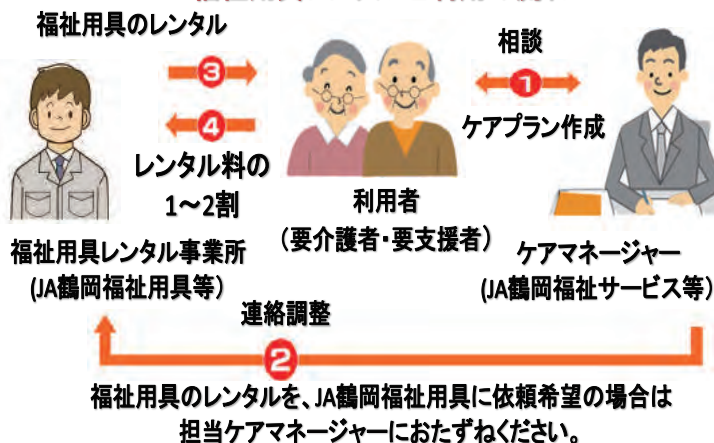 福祉用具のレンタル
相談
③
①
④
ケアプラン作成
レンタル料の
1～2割
利用者
(要介護者・要支援者)
福祉用具レンタル事業所
(JA鶴岡福祉用具等)
ケアマネージャー
(JA鶴岡福祉サービス等)
連絡調整
②
福祉用具のレンタルを、JA鶴岡福祉用具に依頼希望の場合は
担当ケアマネージャーにおたずねください。